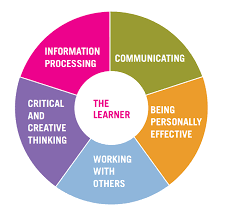 INFORMATION
PROCESSING
COMMUNICATING
CRITICAL
AND
CREATIVE
THINKING
THE
LEARNER
BEING
PERSONALLY
EFFECTIVE
WORKING
WITH
OTHERS